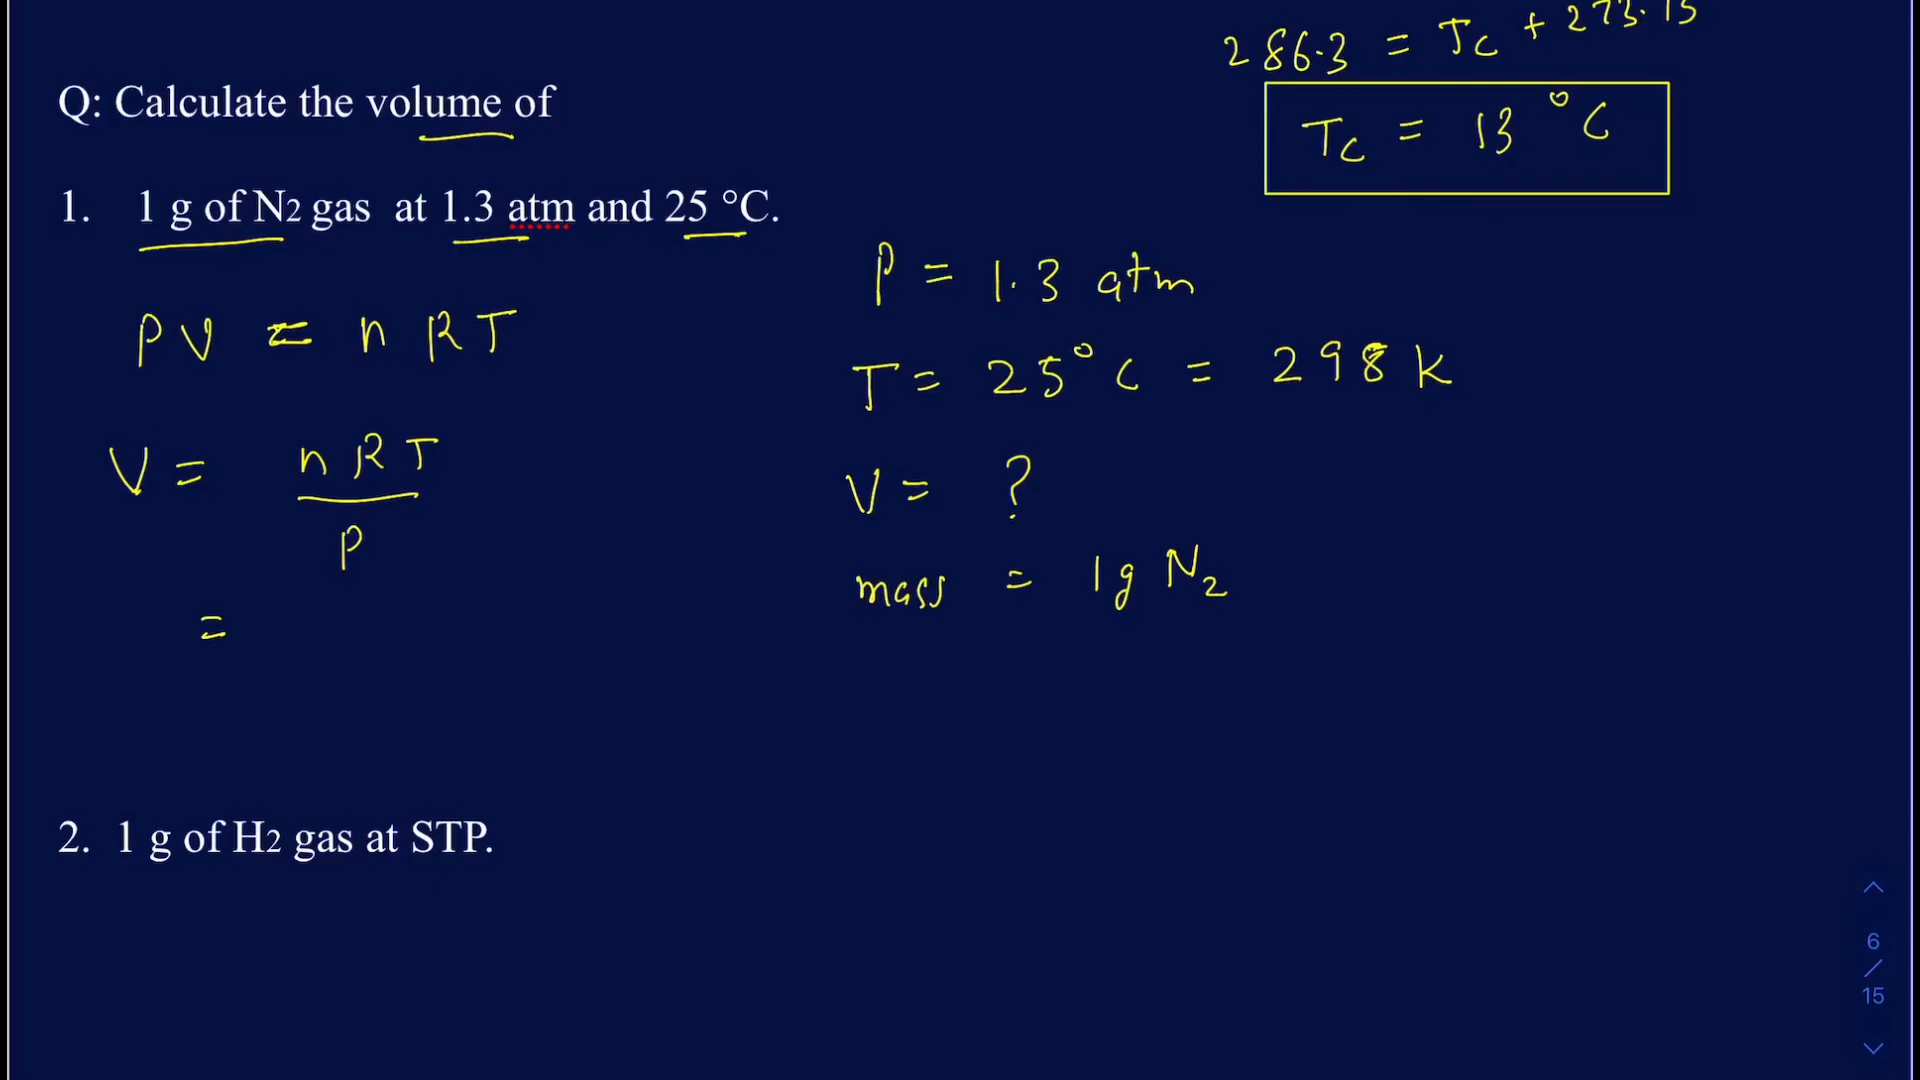 286.3 = Tc + 273.15
Tc = 13 °C
Q: Calculate the volume of
1. 1 g of N2 gas at 1.3 atm and 25 °C.
P = 1.3 atm
PV = nRT
T = 25°C = 298 K
V = nRT
P
V = ?
mass = 1g N2
=
2. 1 g of H2 gas at STP.
6
/
15